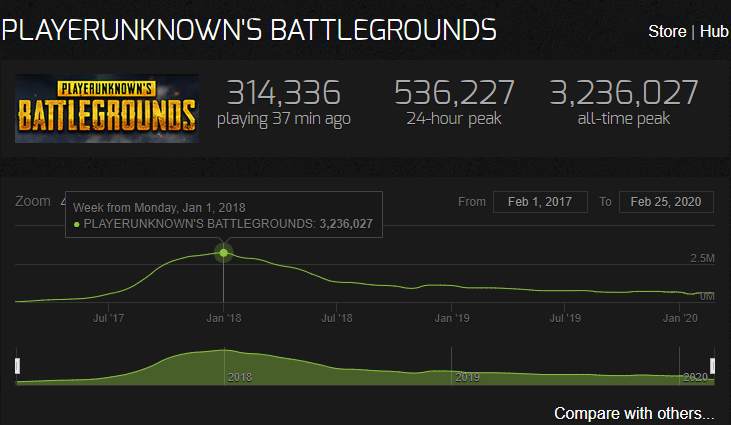 PLAYERUNKNOWN'S BATTLEGROUNDS
Store | Hub
PLAYERUNKNOWN'S
BATTLEGROUNDS
314,336
playing 37 min ago
536,227
24-hour peak
3,236,027
all-time peak
Zoom
From Feb 1, 2017 To Feb 25, 2020
Week from Monday, Jan 1, 2018
● PLAYERUNKNOWN'S BATTLEGROUNDS: 3,236,027
2.5M
0M
Jul '17 Jan '18 Jul '18 Jan '19 Jul '19 Jan '20
2018 2019 2020
Compare with others...